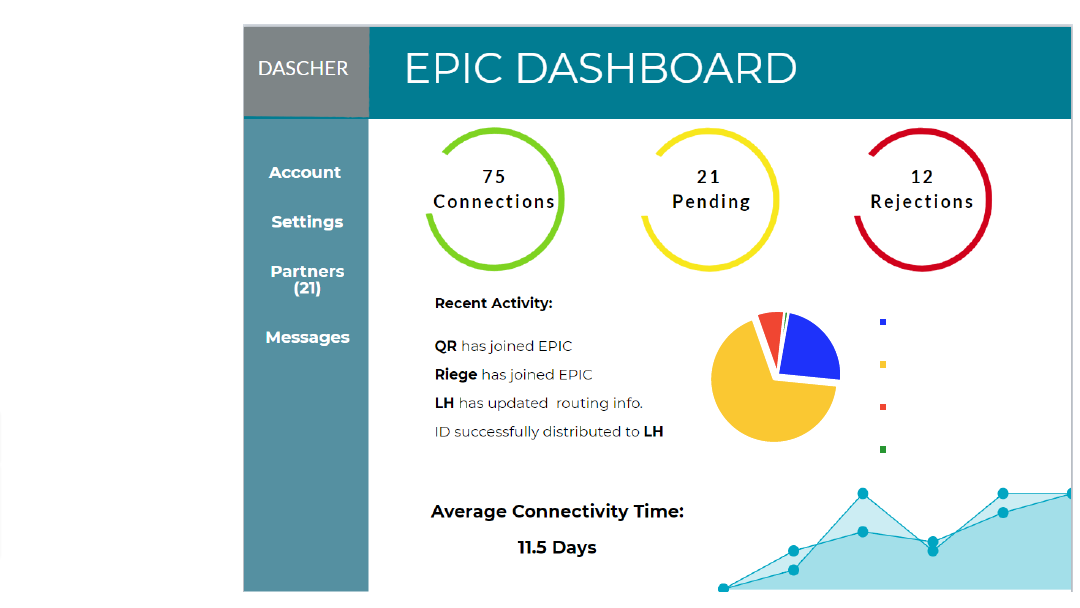 DASCHER
EPIC DASHBOARD
Account
Settings
Partners
(21)
Messages
75
Connections
21
Pending
12
Rejections
Recent Activity:
QR has joined EPIC
Riege has joined EPIC
LH has updated routing info.
ID successfully distributed to LH
Average Connectivity Time:
11.5 Days